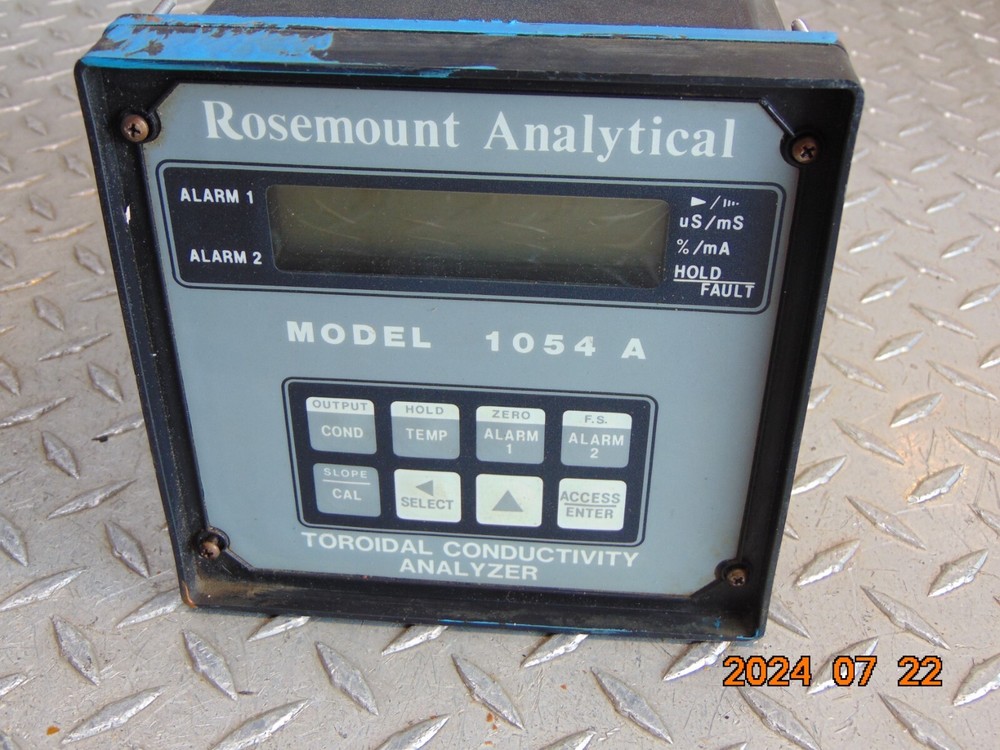 Rosemount Analytical
ALARM 1
ALARM 2
uS/mS
%/mA
HOLD
FAULT
MODEL 1054 A
OUTPUT
COND
HOLD
TEMP
ZERO
ALARM
1
F.S.
ALARM
2
SLOPE
CAL
SELECT
ACCESS
ENTER
TOROIDAL CONDUCTIVITY
ANALYZER
2024 07 22